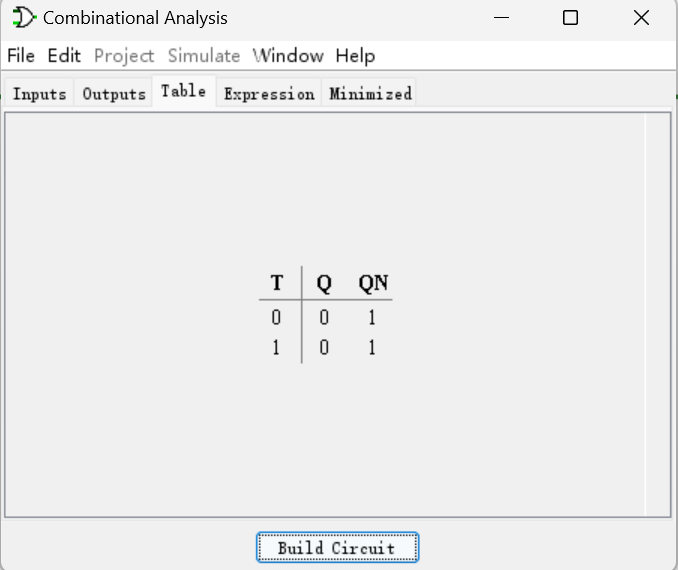 Combinational Analysis
File Edit Project Simulate Window Help
Inputs Outputs Table Expression Minimized
T Q QN
0 0 1
1 0 1
Build Circuit